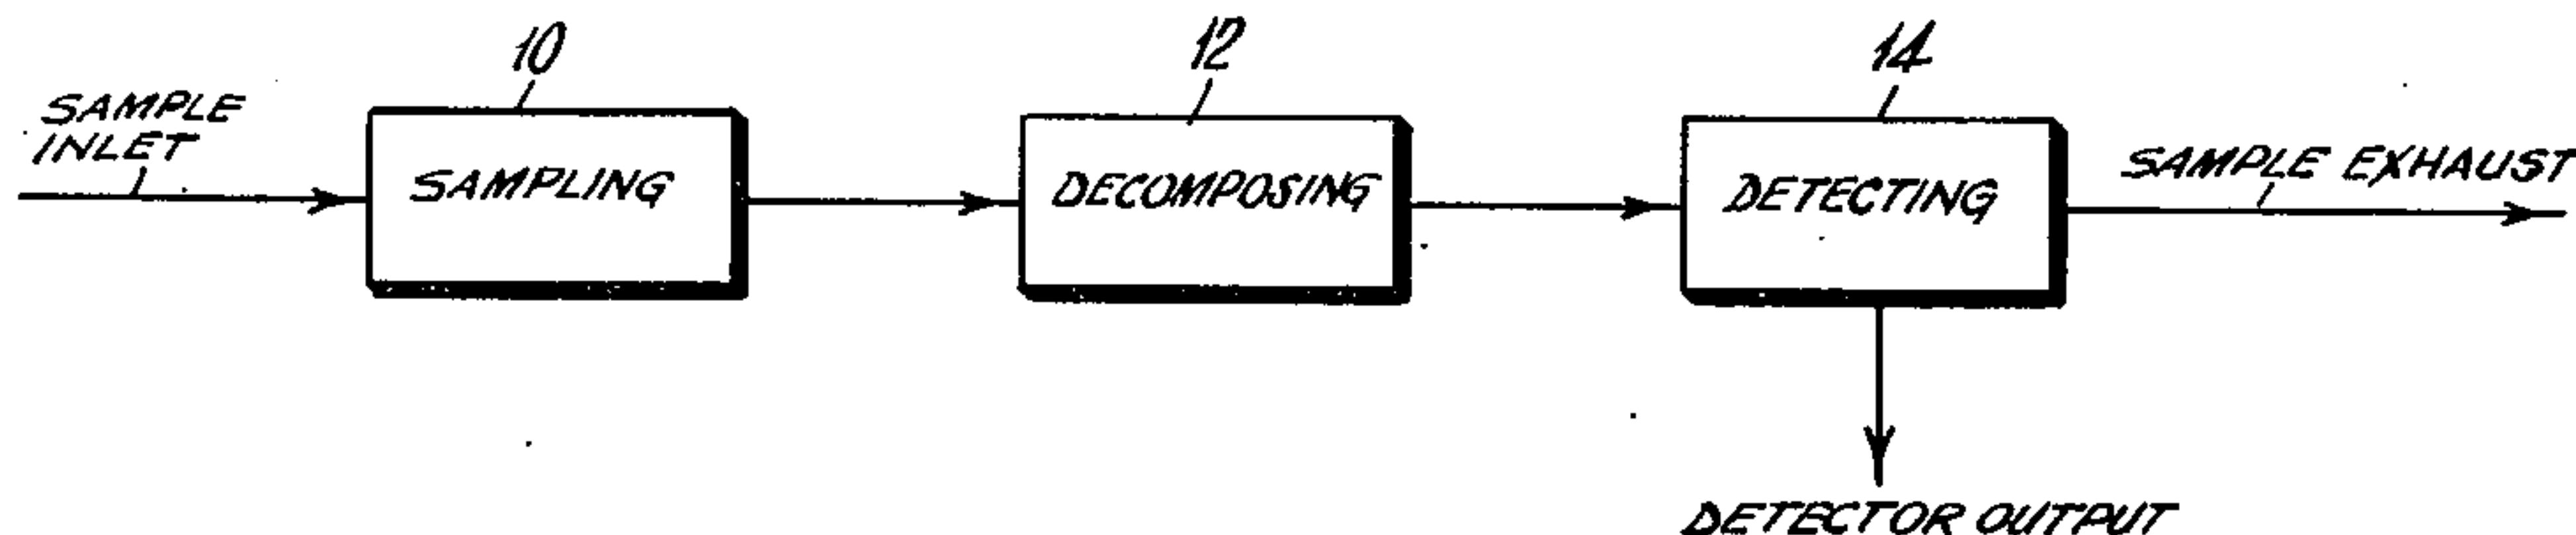 10
12
14
SAMPLE
INLET
SAMPLING
DECOMPOSING
DETECTING
SAMPLE EXHAUST
DETECTOR OUTPUT